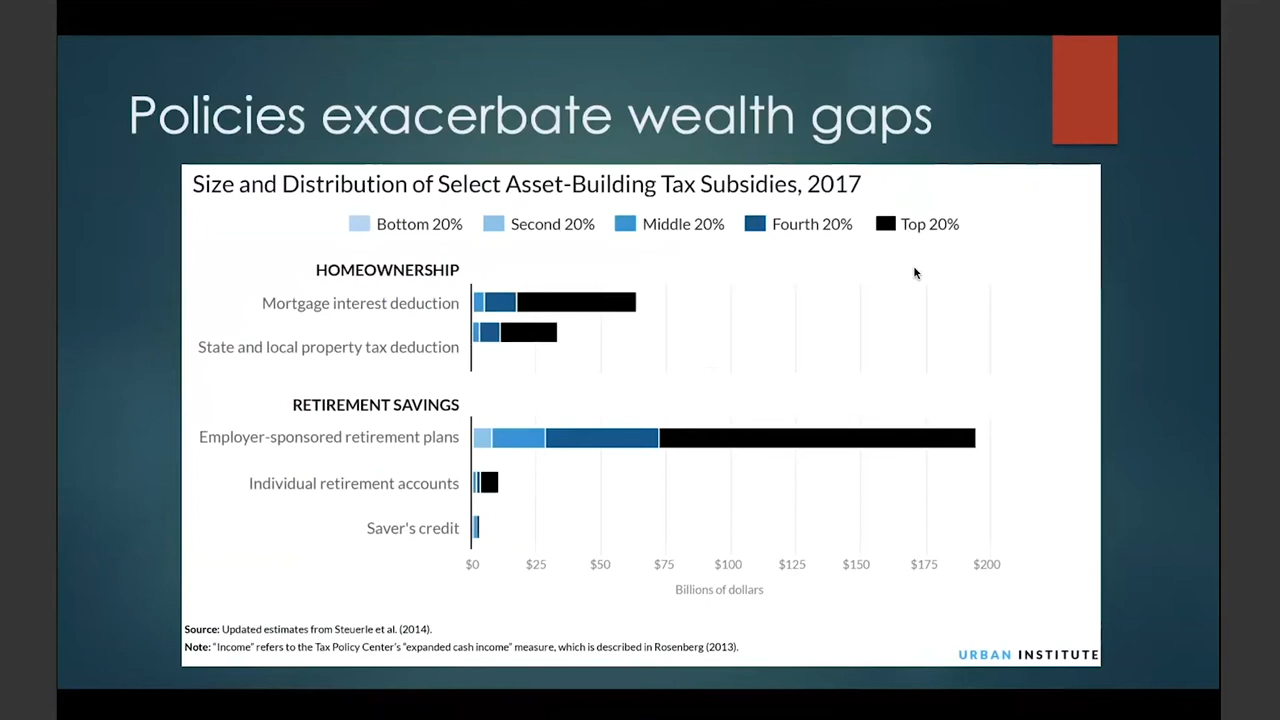 Policies exacerbate wealth gaps
Size and Distribution of Select Asset-Building Tax Subsidies, 2017
Bottom 20% Second 20% Middle 20% Fourth 20% Top 20%
HOMEOWNERSHIP
Mortgage interest deduction
State and local property tax deduction
RETIREMENT SAVINGS
Employer-sponsored retirement plans
Individual retirement accounts
Saver's credit
$0 $25 $50 $75 $100 $125 $150 $175 $200
Billions of dollars
Source: Updated estimates from Steuerle et al. (2014).
Note: "Income" refers to the Tax Policy Center's "expanded cash income" measure, which is described in Rosenberg (2013).
URBAN INSTITUTE